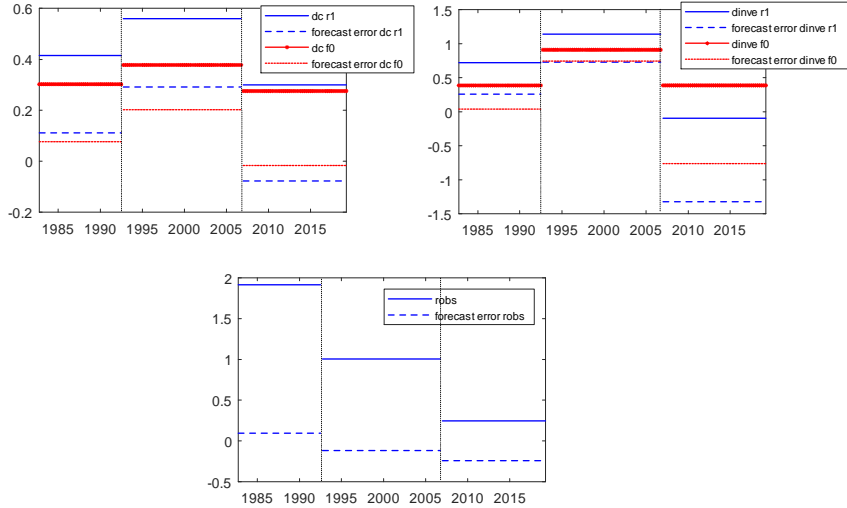 0.6
0.4
0.2
0
-0.2
1985 1990 1995 2000 2005 2010 2015
dc r1
forecast error dc r1
dc f0
forecast error dc f0
1.5
1
0.5
0
-0.5
-1
-1.5
1985 1990 1995 2000 2005 2010 2015
dinve r1
forecast error dinve r1
dinve f0
forecast error dinve f0
2
1.5
1
0.5
0
-0.5
1985 1990 1995 2000 2005 2010 2015
robs
forecast error robs